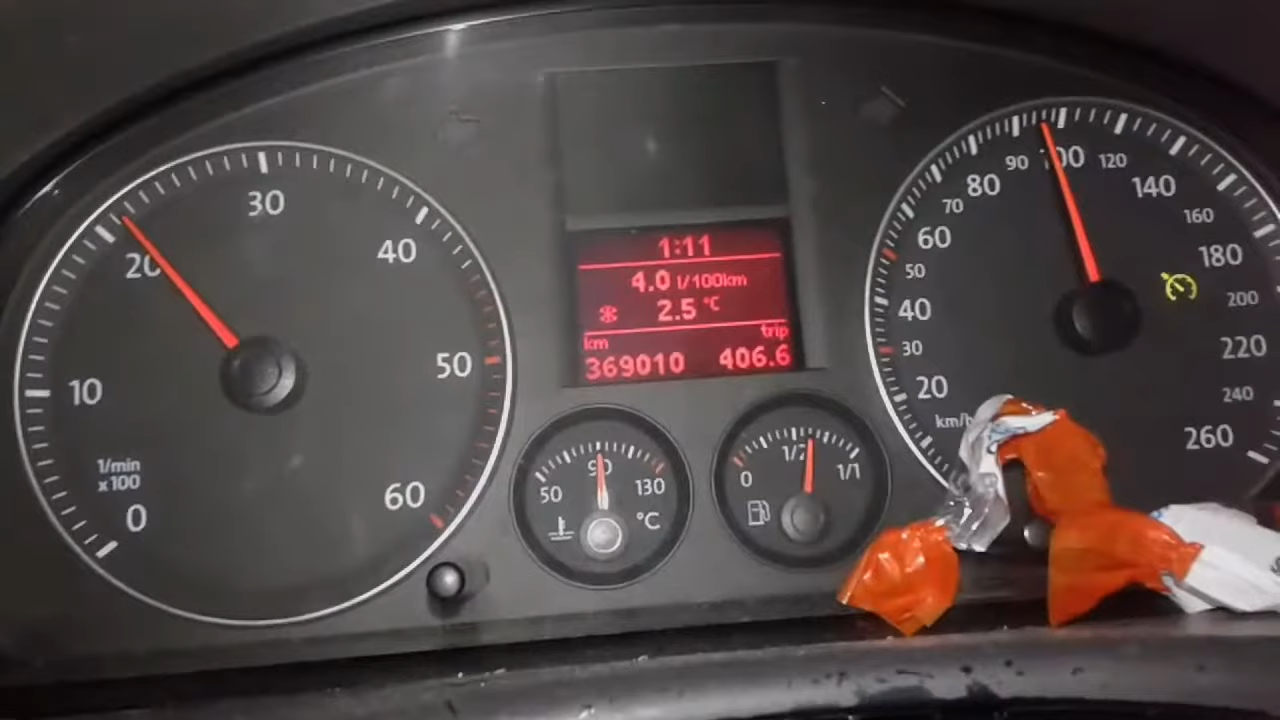 1:11
4.0 l/100km
2.5 °C
km trip
369010 406.6
0
10
20
30
40
50
60
1/min
x100
50 90 130
°C
0 1/2 1/1
20
30
40
50
60
70
80
90
100
120
140
160
180
200
220
240
260
km/h